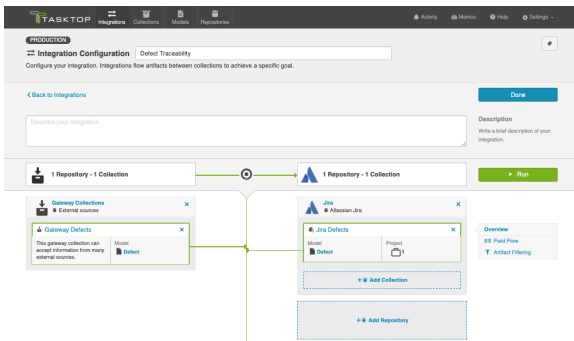 TASKTOP
Integrations
Collections
Models
Repositories
Activity
Metrics
Help
Settings
PRODUCTION
Integration Configuration
Defect Traceability
Configure your integration. Integrations flow artifacts between collections to achieve a specific goal.
Back to Integrations
Done
Describe your integration
Description
Write a brief description of your
integration.
1 Repository - 1 Collection
1 Repository - 1 Collection
Run
Gateway Collections
External sources
Gateway Defects
This gateway collection can
accept information from many
external sources.
Model
Defect
Jira
Atlassian Jira
Jira Defects
Model
Defect
Project
1
+ Add Collection
+ Add Repository
Overview
Field Flow
Artifact Filtering